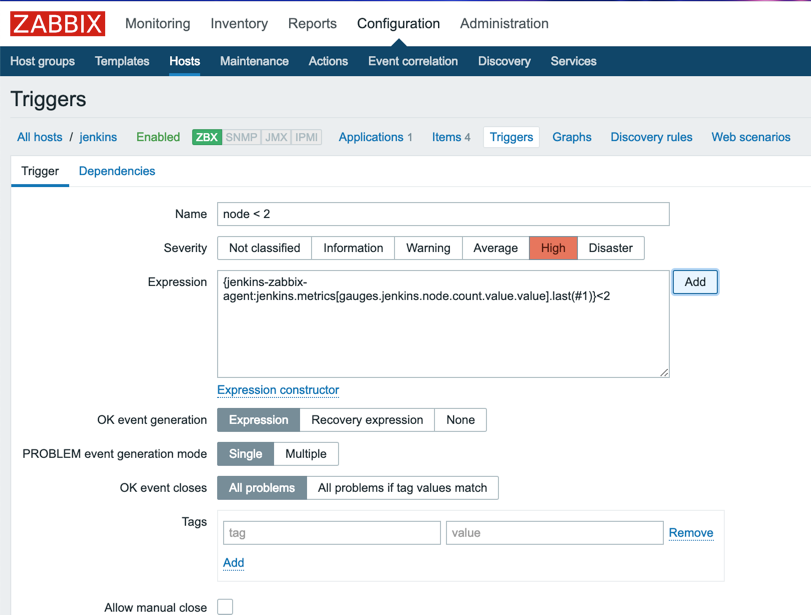 ZABBIX Monitoring Inventory Reports Configuration Administration
Host groups Templates Hosts Maintenance Actions Event correlation Discovery Services
Triggers
All hosts / jenkins Enabled ZBX SNMP JMX IPMI Applications 1 Items 4 Triggers Graphs Discovery rules Web scenarios
Trigger Dependencies
Name node < 2
Severity Not classified Information Warning Average High Disaster
Expression {jenkins-zabbix- Add
agent:jenkins.metrics[gauges.jenkins.node.count.value.value].last(#1)}<2
Expression constructor
OK event generation Expression Recovery expression None
PROBLEM event generation mode Single Multiple
OK event closes All problems All problems if tag values match
Tags
tag value Remove
Add
Allow manual close